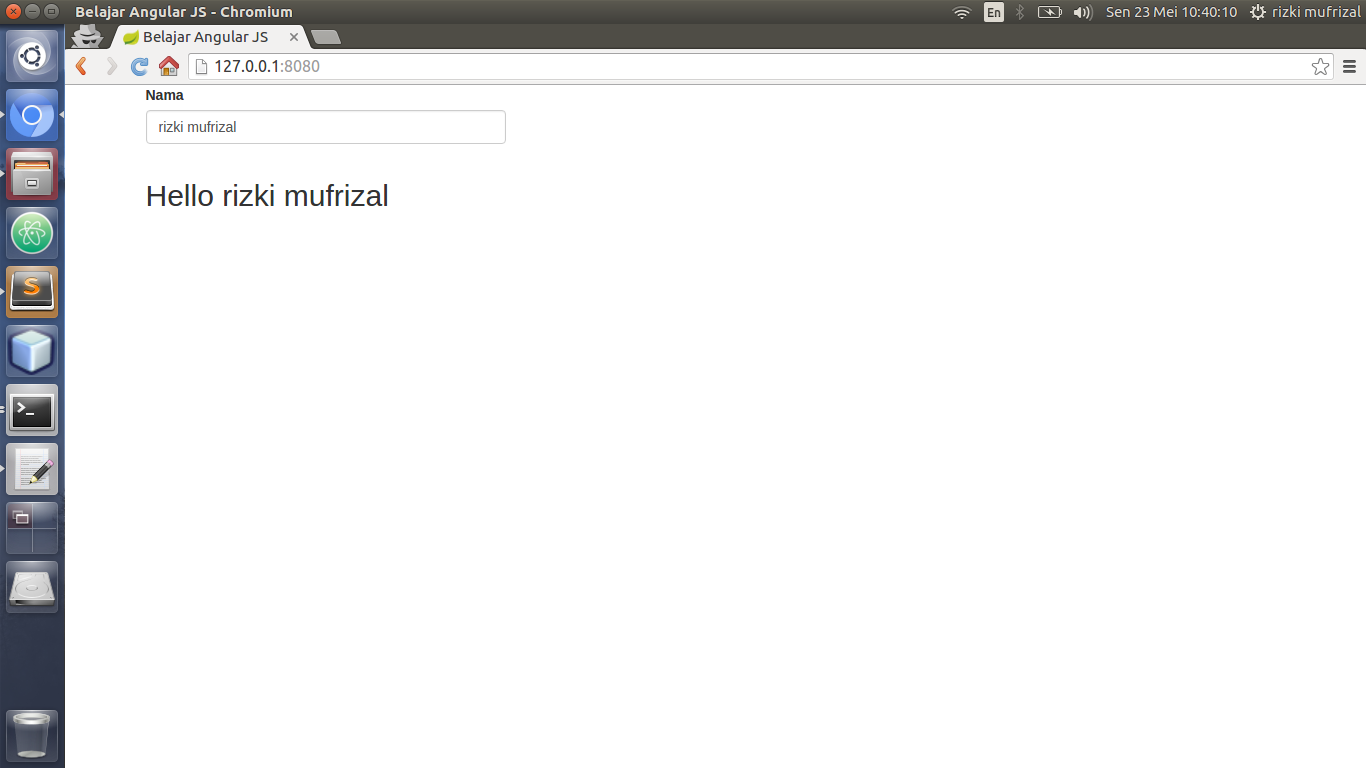 Belajar Angular JS - Chromium
En
Sen 23 Mei 10:40:10
rizki mufrizal
Belajar Angular JS
127.0.0.1:8080
Nama
rizki mufrizal
Hello rizki mufrizal
S
>_